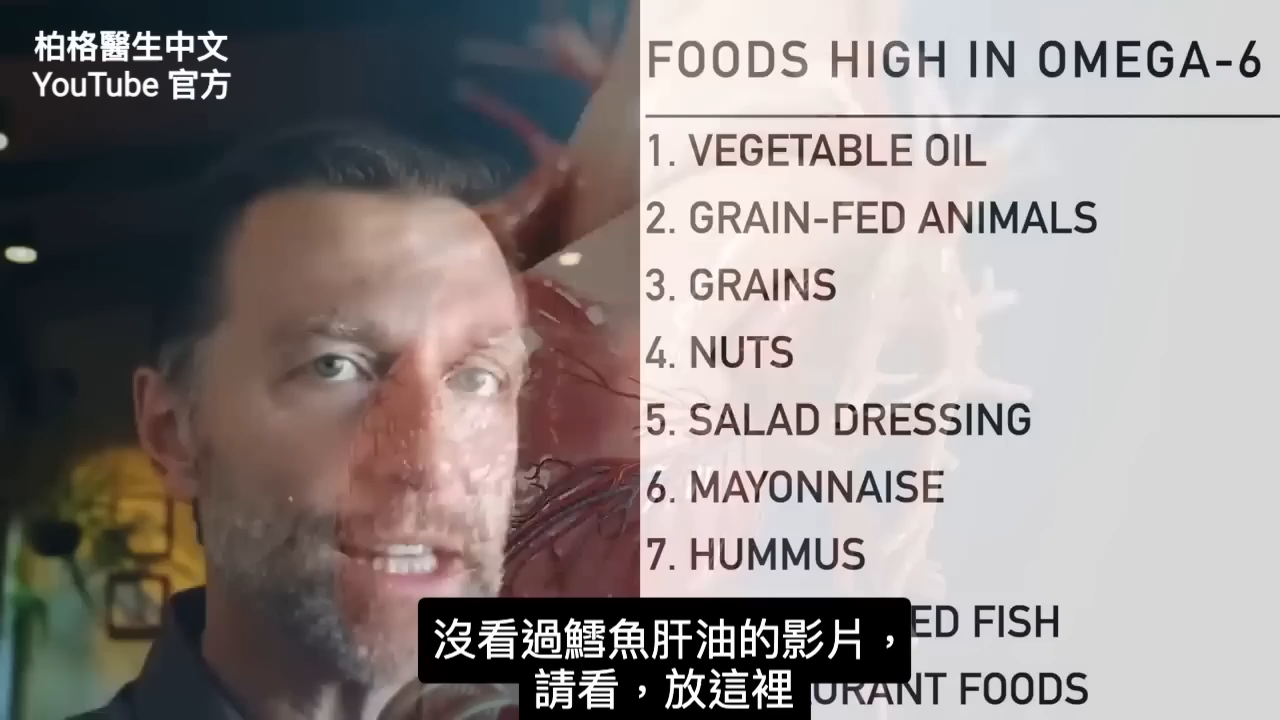 柏格醫生中文
YouTube 官方
FOODS HIGH IN OMEGA-6
1. VEGETABLE OIL
2. GRAIN-FED ANIMALS
3. GRAINS
4. NUTS
5. SALAD DRESSING
6. MAYONNAISE
7. HUMMUS
ED FISH
URANT FOODS
沒看過鱈魚肝油的影片，
請看，放這裡